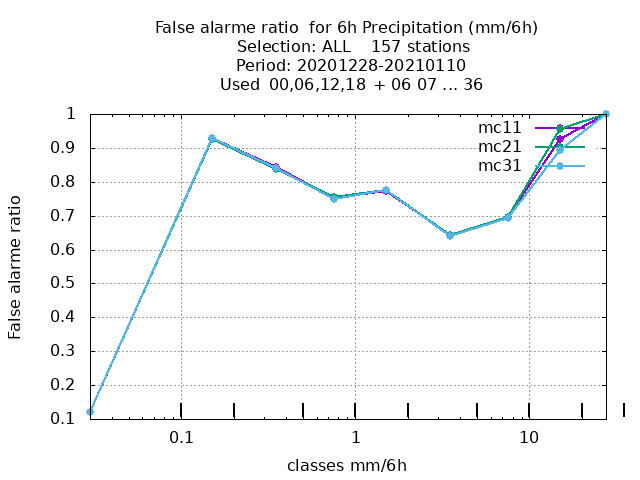 False alarme ratio  for 6h Precipitation (mm/6h)
Selection: ALL    157 stations
Period: 20201228-20210110
Used  00,06,12,18  + 06 07 ... 36
mc11
mc21
mc31
1
0.9
0.8
0.7
0.6
0.5
0.4
0.3
0.2
0.1
False alarme ratio
0.1
1
10
classes mm/6h